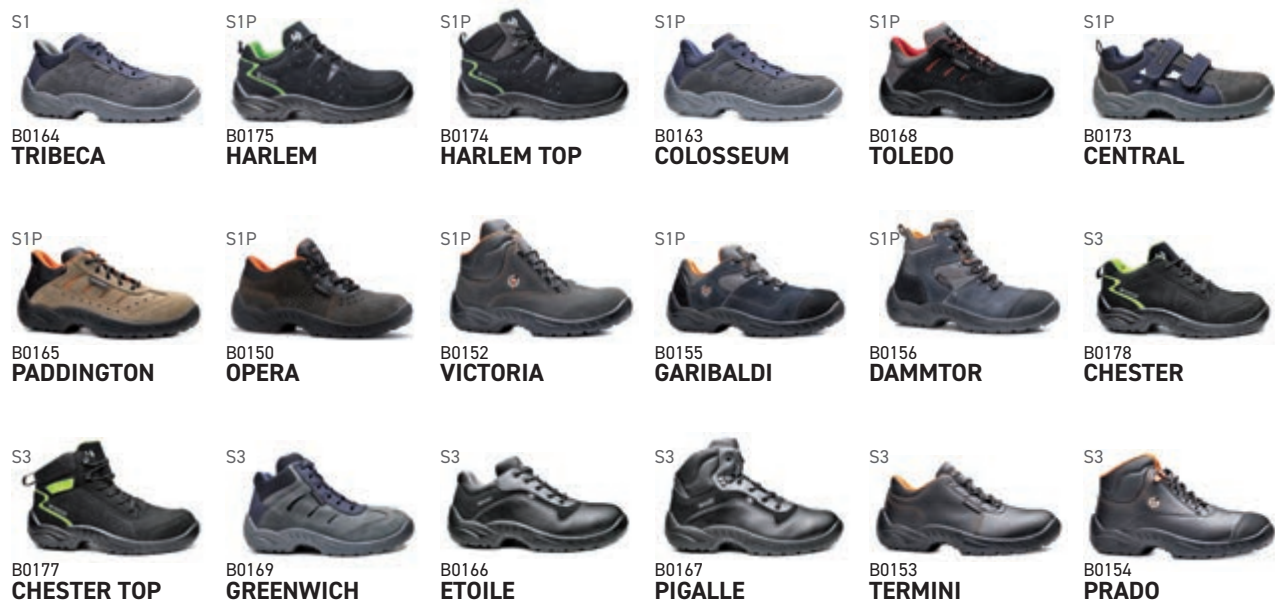 S1
B0164
TRIBECA
S1P
B0175
HARLEM
S1P
B0174
HARLEM TOP
S1P
B0163
COLOSSEUM
S1P
B0168
TOLEDO
S1P
B0173
CENTRAL
S1P
B0165
PADDINGTON
S1P
B0150
OPERA
S1P
B0152
VICTORIA
S1P
B0155
GARIBALDI
S1P
B0156
DAMMTOR
S3
B0178
CHESTER
S3
B0177
CHESTER TOP
S3
B0169
GREENWICH
S3
B0166
ETOILE
S3
B0167
PIGALLE
S3
B0153
TERMINI
S3
B0154
PRADO